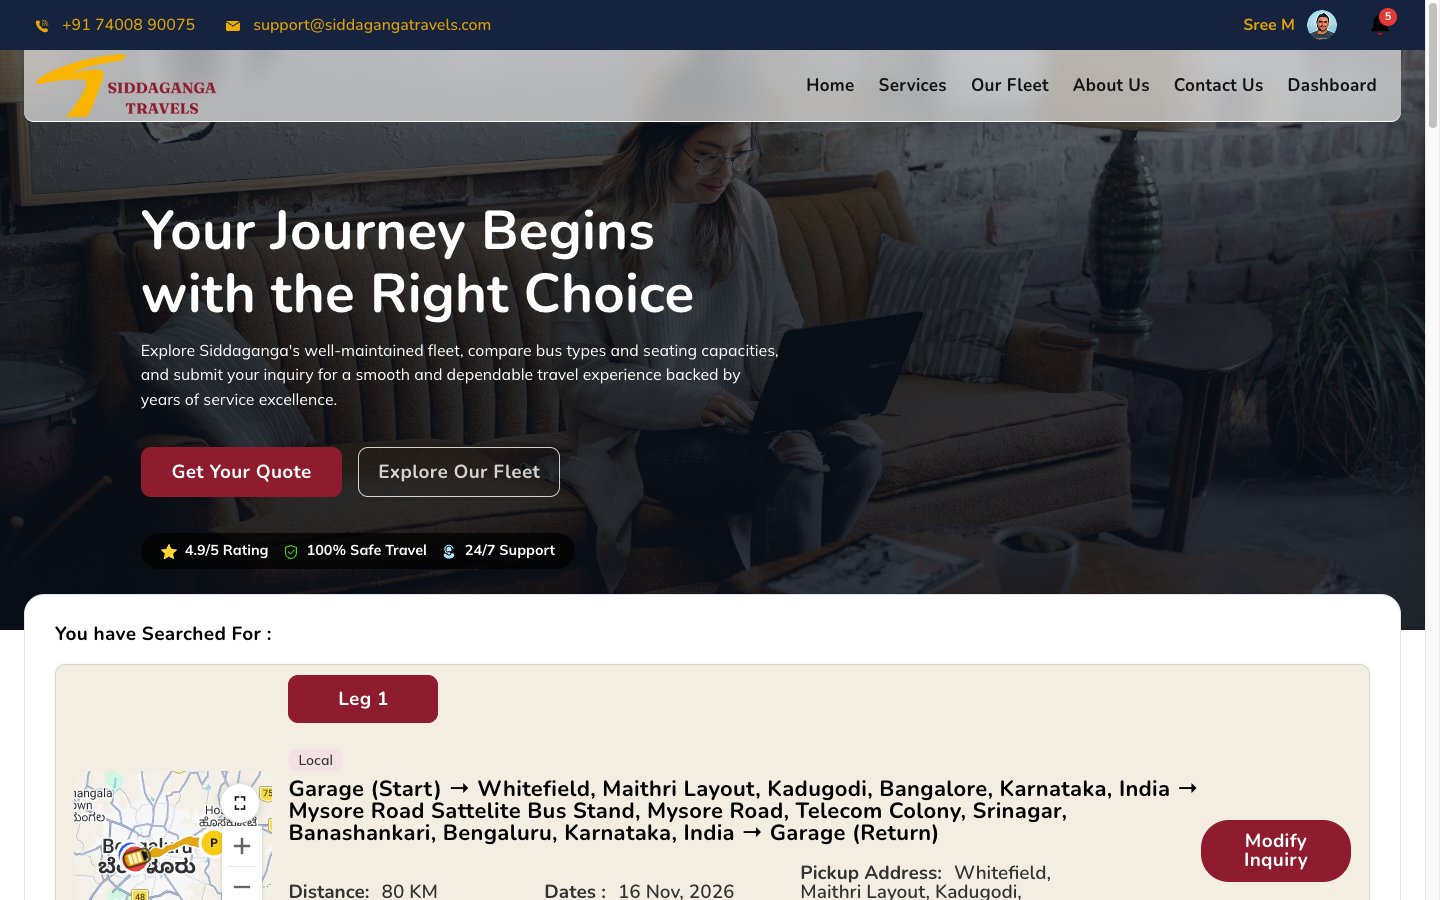 +91 74008 90075
support@siddagangatravels.com
Sree M
5
SIDDAGANGA
TRAVELS
Home
Services
Our Fleet
About Us
Contact Us
Dashboard
Your Journey Begins
with the Right Choice
Explore Siddaganga's well-maintained fleet, compare bus types and seating capacities,
and submit your inquiry for a smooth and dependable travel experience backed by
years of service excellence.
Get Your Quote
Explore Our Fleet
4.9/5 Rating
100% Safe Travel
24/7 Support
You have Searched For :
Leg 1
Local
Garage (Start) → Whitefield, Maithri Layout, Kadugodi, Bangalore, Karnataka, India →
Mysore Road Sattelite Bus Stand, Mysore Road, Telecom Colony, Srinagar,
Banashankari, Bengaluru, Karnataka, India → Garage (Return)
Modify
Inquiry
Pickup Address: Whitefield,
Maithri Layout, Kadugodi,
Distance: 80 KM
Dates : 16 Nov, 2026
75
P
48